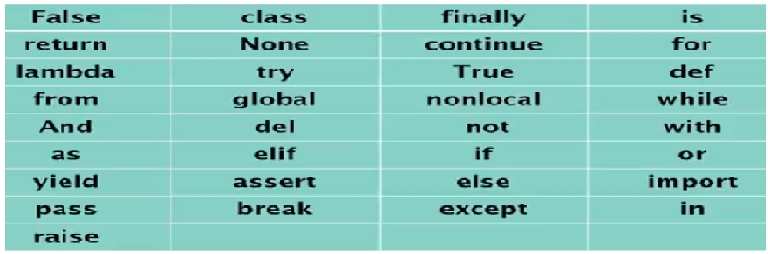 False class finally is
return None continue for
lambda try True def
from global nonlocal while
And del not with
as elif if or
yield assert else import
pass break except in
raise